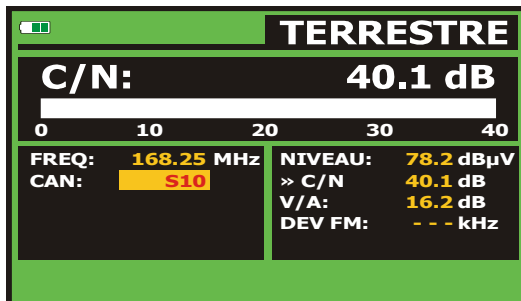 TERRESTRE
C/N: 40.1 dB
0 10 20 30 40
FREQ: 168.25 MHz
CAN: S10
NIVEAU: 78.2 dBµV
» C/N 40.1 dB
V/A: 16.2 dB
DEV FM: - - - kHz